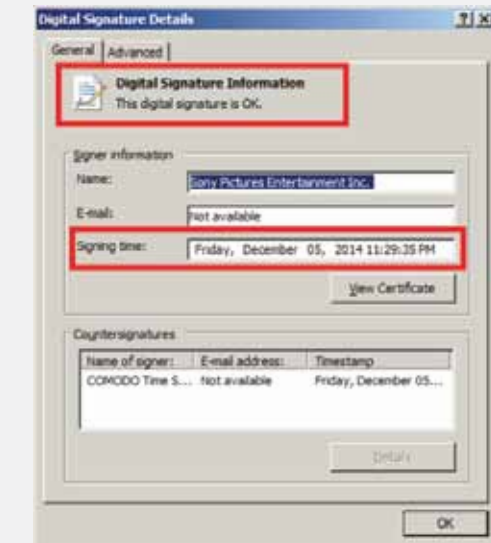 Digital Signature Details
General
Advanced
Digital Signature Information
This digital signature is OK.
Signer information
Name:
Sony Pictures Entertainment Inc.
E-mail:
Not available
Signing time:
Friday, December 05, 2014 11:29:35 PM
View Certificate
Countersignatures
Name of signer: E-mail address: Timestamp
COMODO Time S... Not available Friday, December 05...
Details
OK